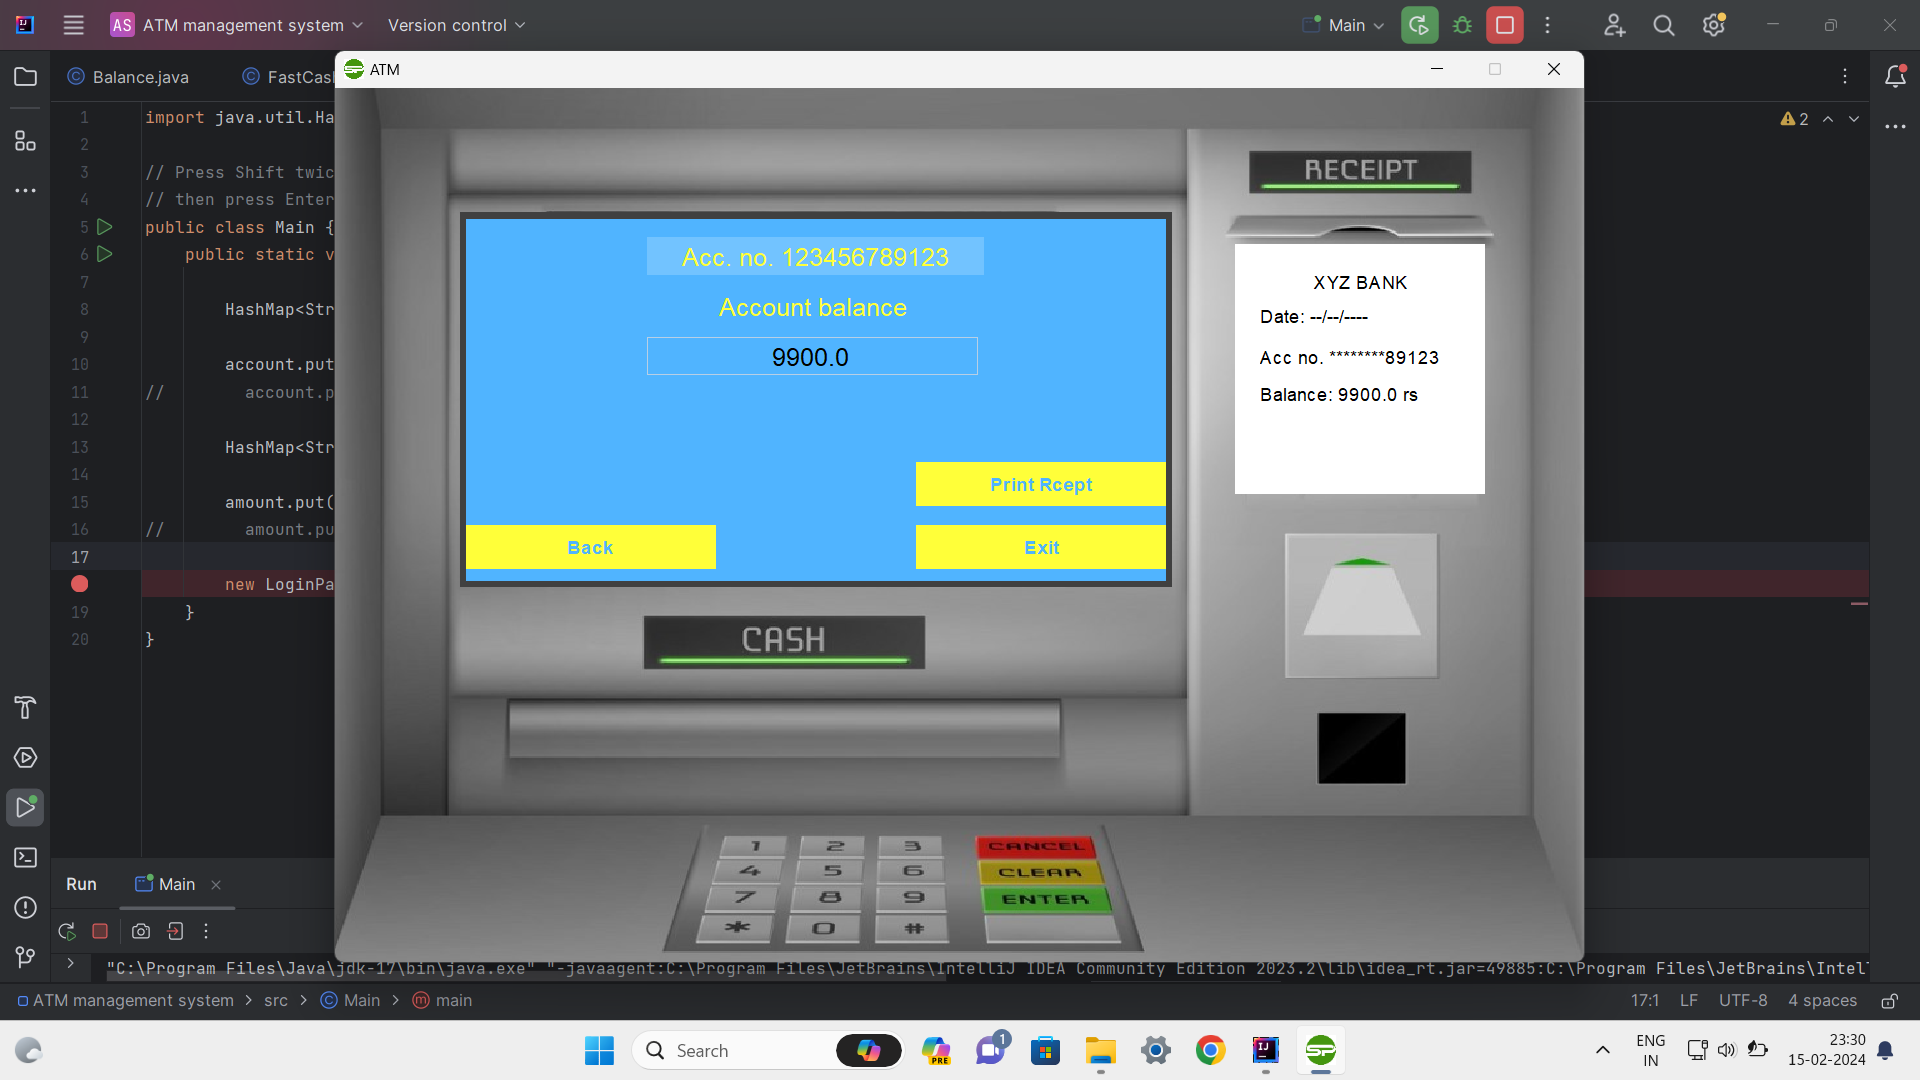 AS ATM management system Version control Main
Balance.java FastCas
ATM
1 import java.util.Ha
2
3 // Press Shift twic
4 // then press Enter
5 public class Main {
6 public static v
7
8 HashMap<Str
9
10 account.put
11 // account.p
12
13 HashMap<Str
14
15 amount.put(
16 // amount.pu
17
new LoginPa
19 }
20 }
2
Acc. no. 123456789123
Account balance
9900.0
Print Rcept
Back Exit
CASH
RECEIPT
XYZ BANK
Date: --/--/----
Acc no. ********89123
Balance: 9900.0 rs
1 2 3 CANCEL
4 5 6 CLEAR
7 8 9 ENTER
* 0 #
Run Main
"C:\Program Files\Java\jdk-17\bin\java.exe" "-javaagent:C:\Program Files\JetBrains\IntelliJ IDEA Community Edition 2023.2\lib\idea_rt.jar=49885:C:\Program Files\JetBrains\Intel
ATM management system > src > Main > main 17:1 LF UTF-8 4 spaces
Search
PRE
1
IJ
SP
ENG
IN
23:30
15-02-2024